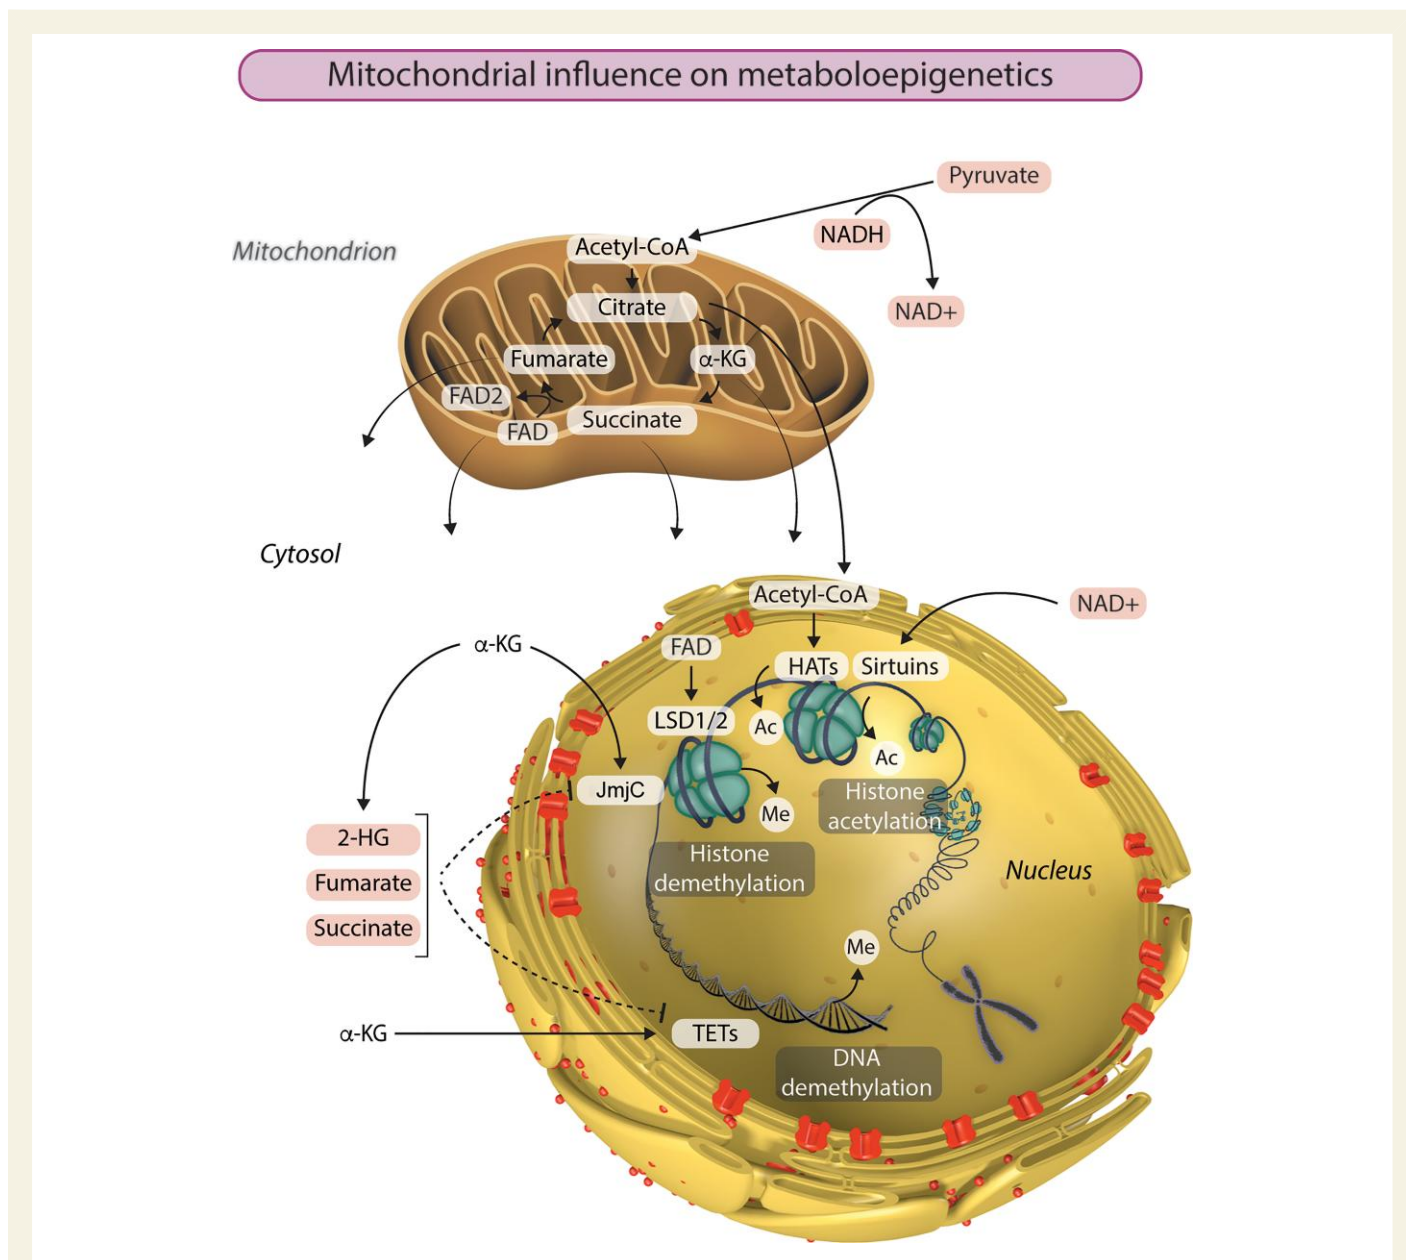 Mitochondrial influence on metaboloepigenetics
Pyruvate
NADH
NAD+
Mitochondrion
Acetyl-CoA
Citrate
Fumarate
α-KG
FAD2
FAD
Succinate
Cytosol
Acetyl-CoA
NAD+
α-KG
FAD
HATs
Sirtuins
LSD1/2
Ac
Ac
JmjC
Me
Histone
acetylation
2-HG
Fumarate
Succinate
Histone
demethylation
Nucleus
Me
α-KG
TETs
DNA
demethylation